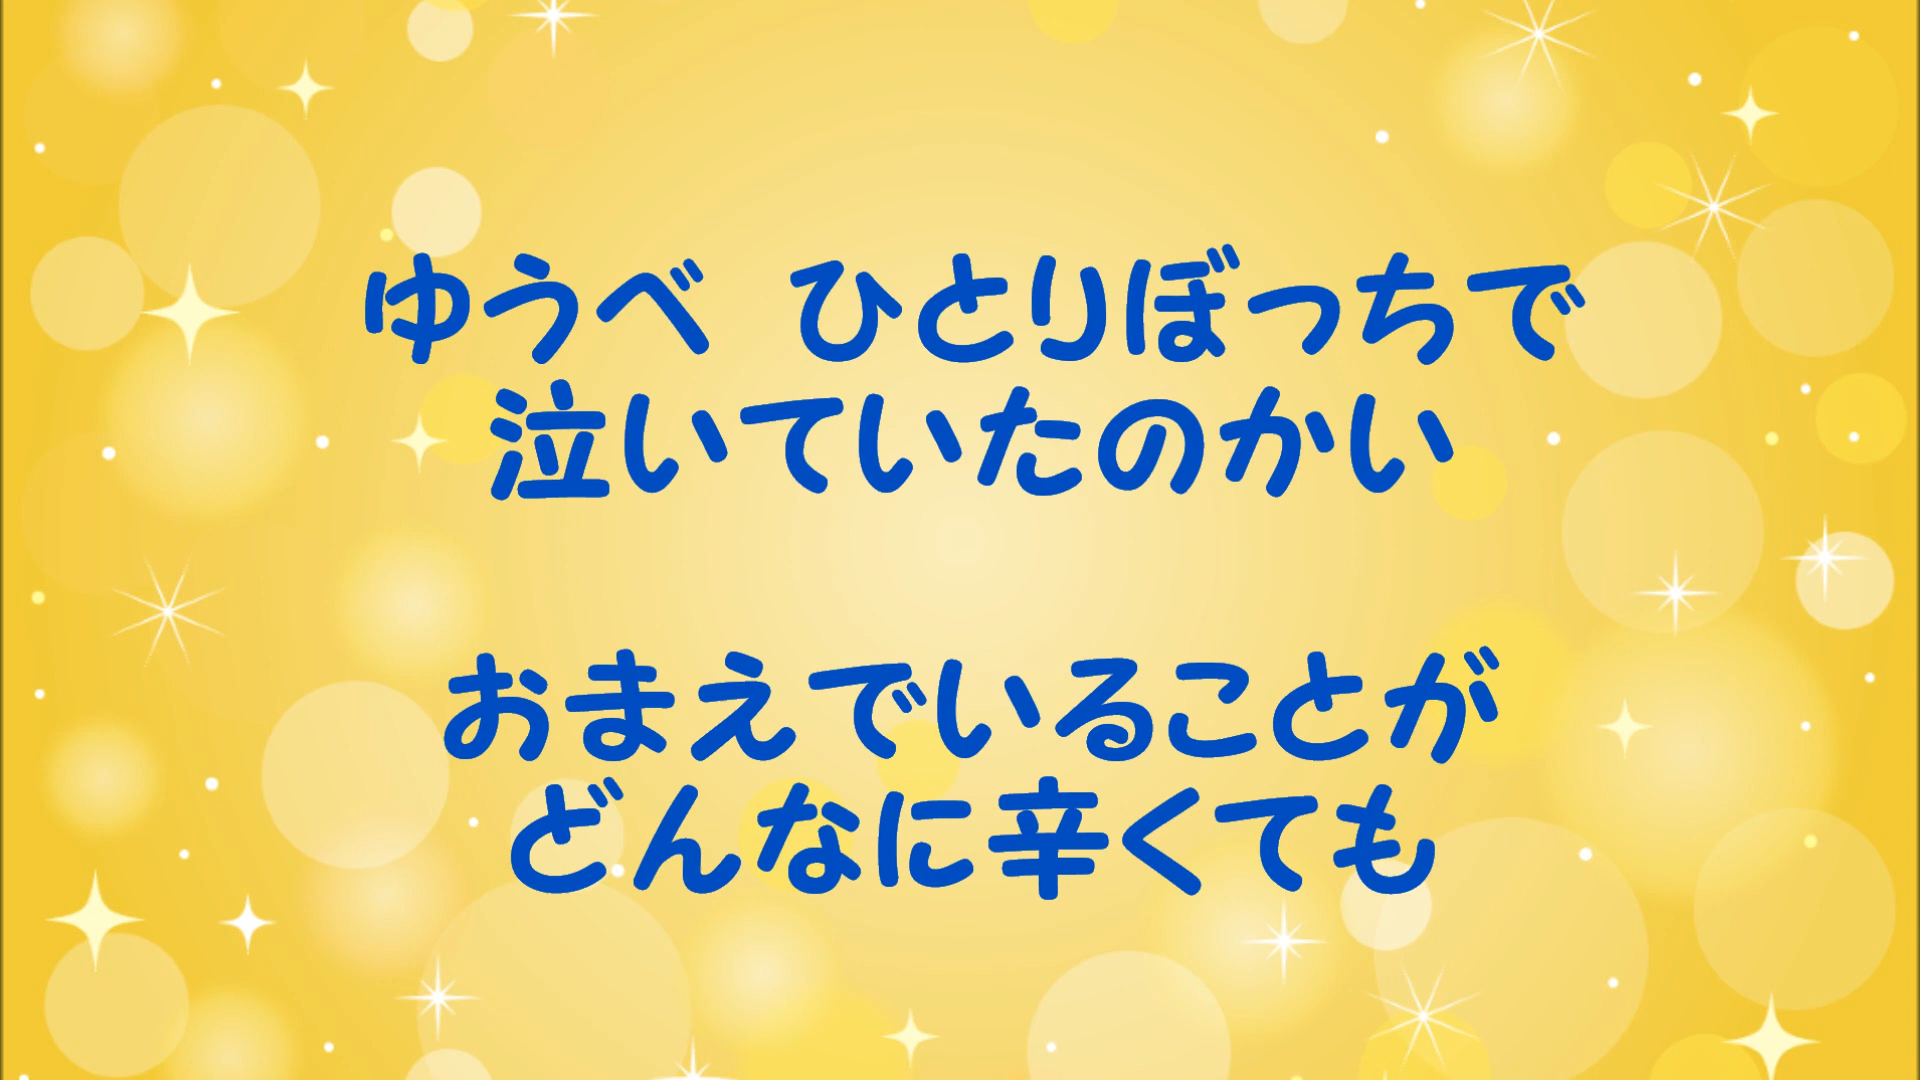 ゆうべ　ひとりぼっちで
泣いていたのかい
おまえでいることが
どんなに辛くても